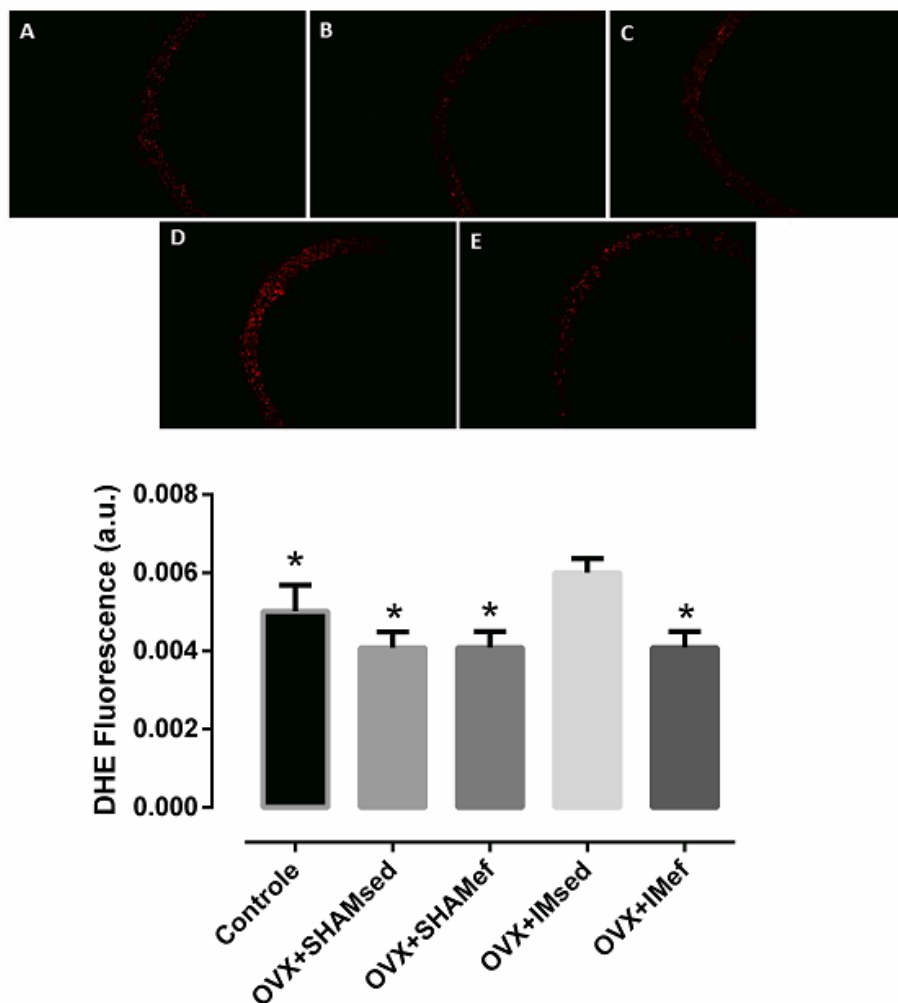 A
B
C
D
E
DHE Fluorescence (a.u.)
0.008
0.006
0.004
0.002
0.000
*
*
*
*
Controle
OVX+SHAMsed
OVX+SHAMef
OVX+IMsed
OVX+IMef